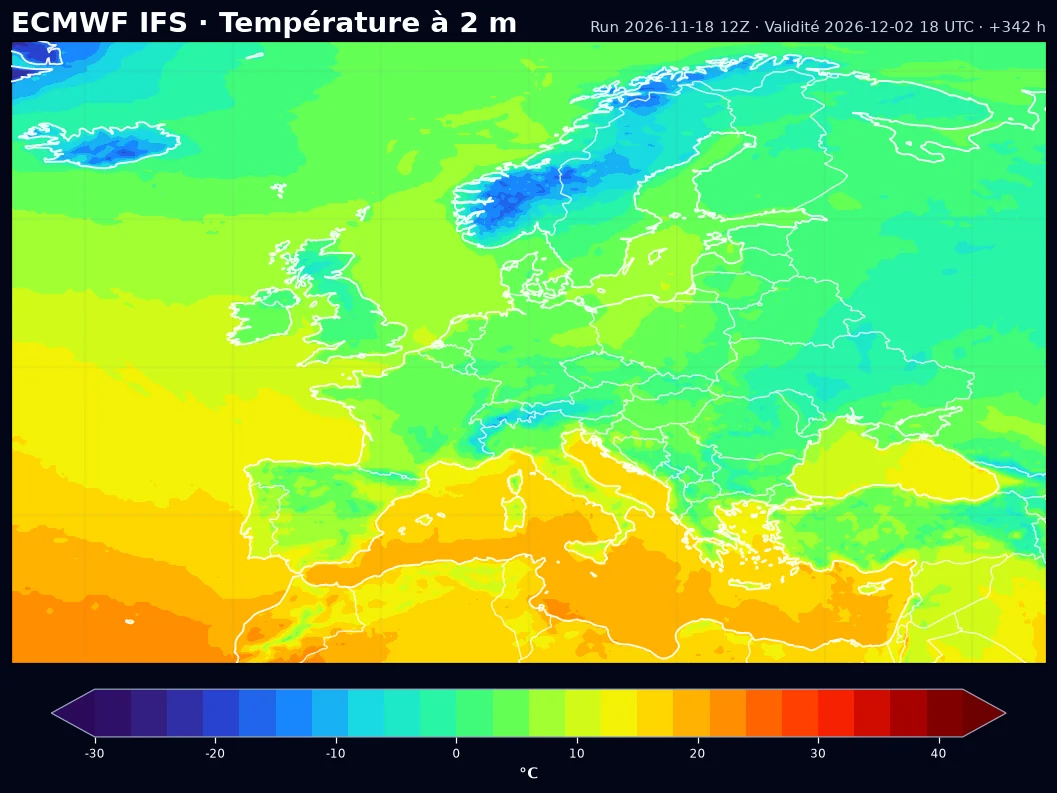 ECMWF IFS · Température à 2 m
Run 2026-11-18 12Z · Validité 2026-12-02 18 UTC · +342 h
-30 -20 -10 0 10 20 30 40
°C